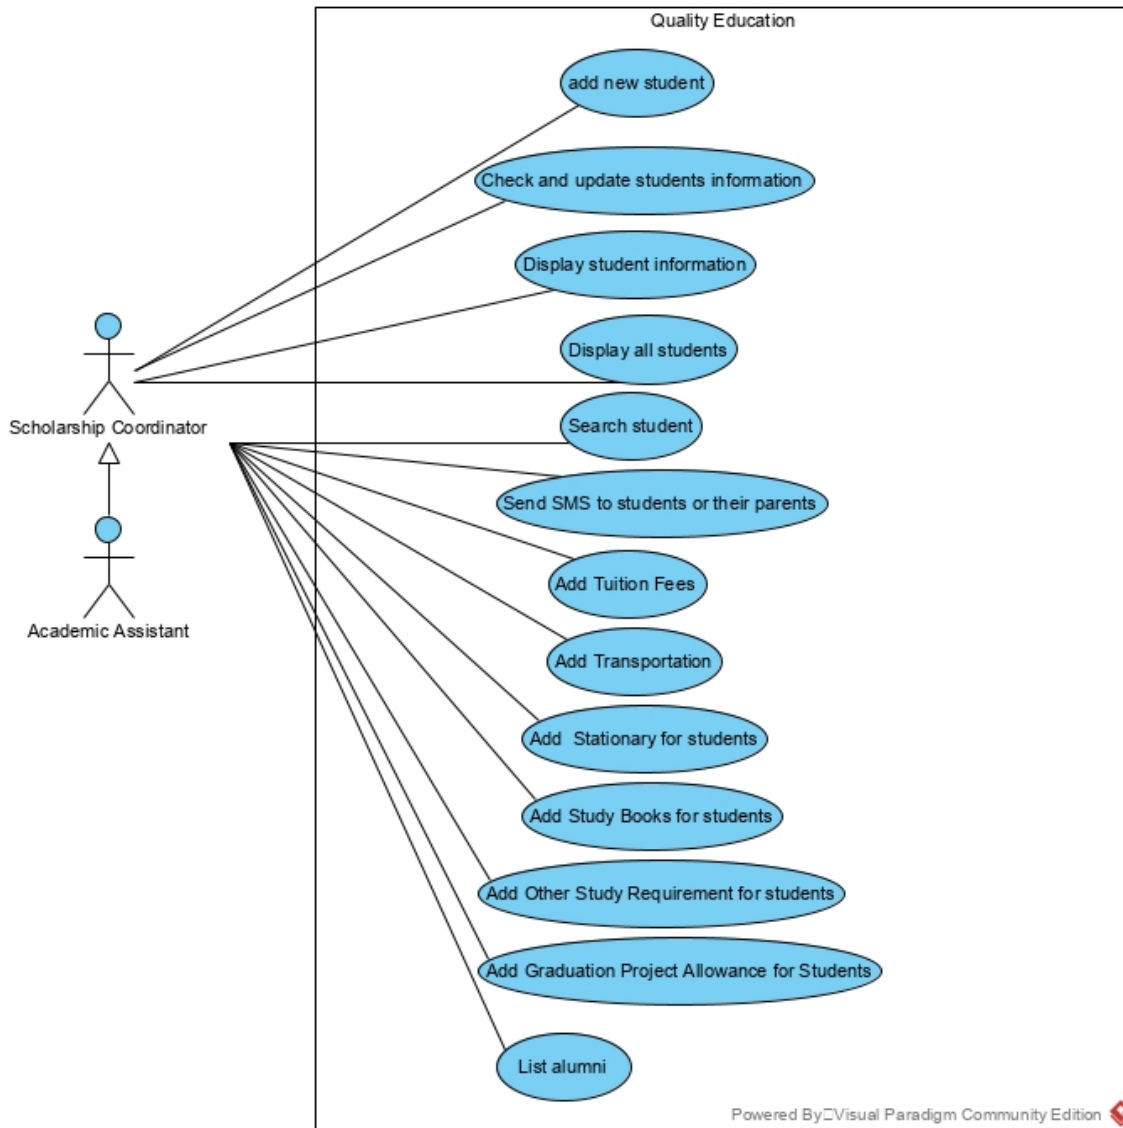 Quality Education
add new student
Check and update students information
Display student information
Display all students
Scholarship Coordinator
Search student
Send SMS to students or their parents
Add Tuition Fees
Academic Assistant
Add Transportation
Add  Stationary for students
Add Study Books for students
Add Other Study Requirement for students
Add Graduation Project Allowance for Students
List alumni
Powered By□Visual Paradigm Community Edition